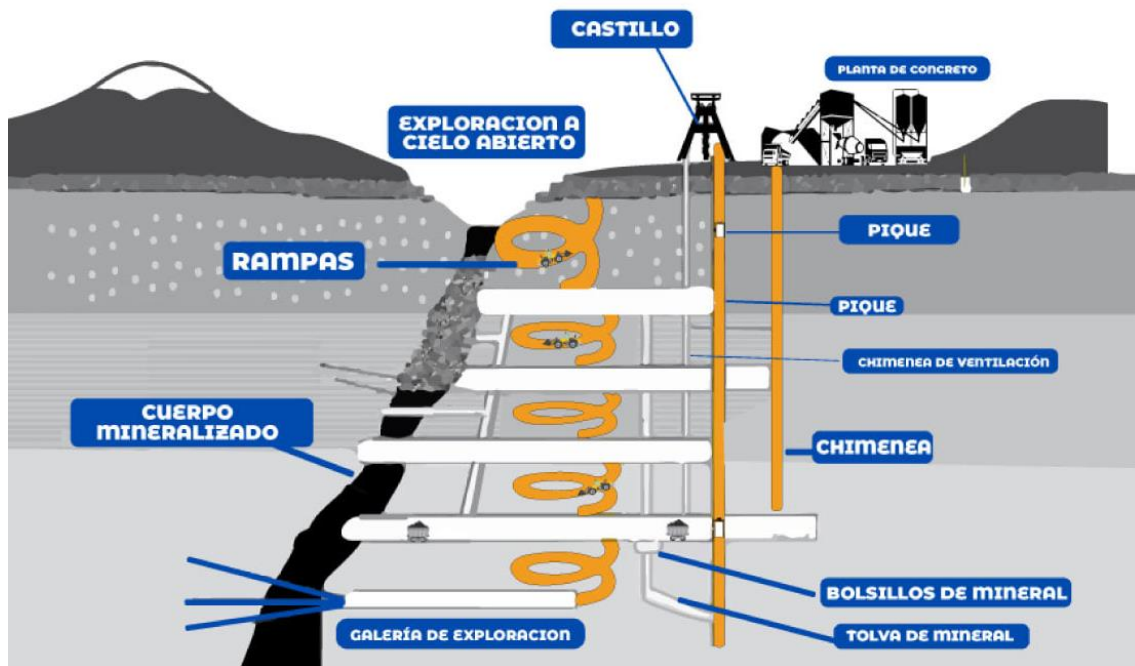 CASTILLO
PLANTA DE CONCRETO
EXPLORACION A
CIELO ABIERTO
PIQUE
RAMPAS
PIQUE
CHIMENEA DE VENTILACIÓN
CUERPO
MINERALIZADO
CHIMENEA
BOLSILLOS DE MINERAL
GALERÍA DE EXPLORACION
TOLVA DE MINERAL